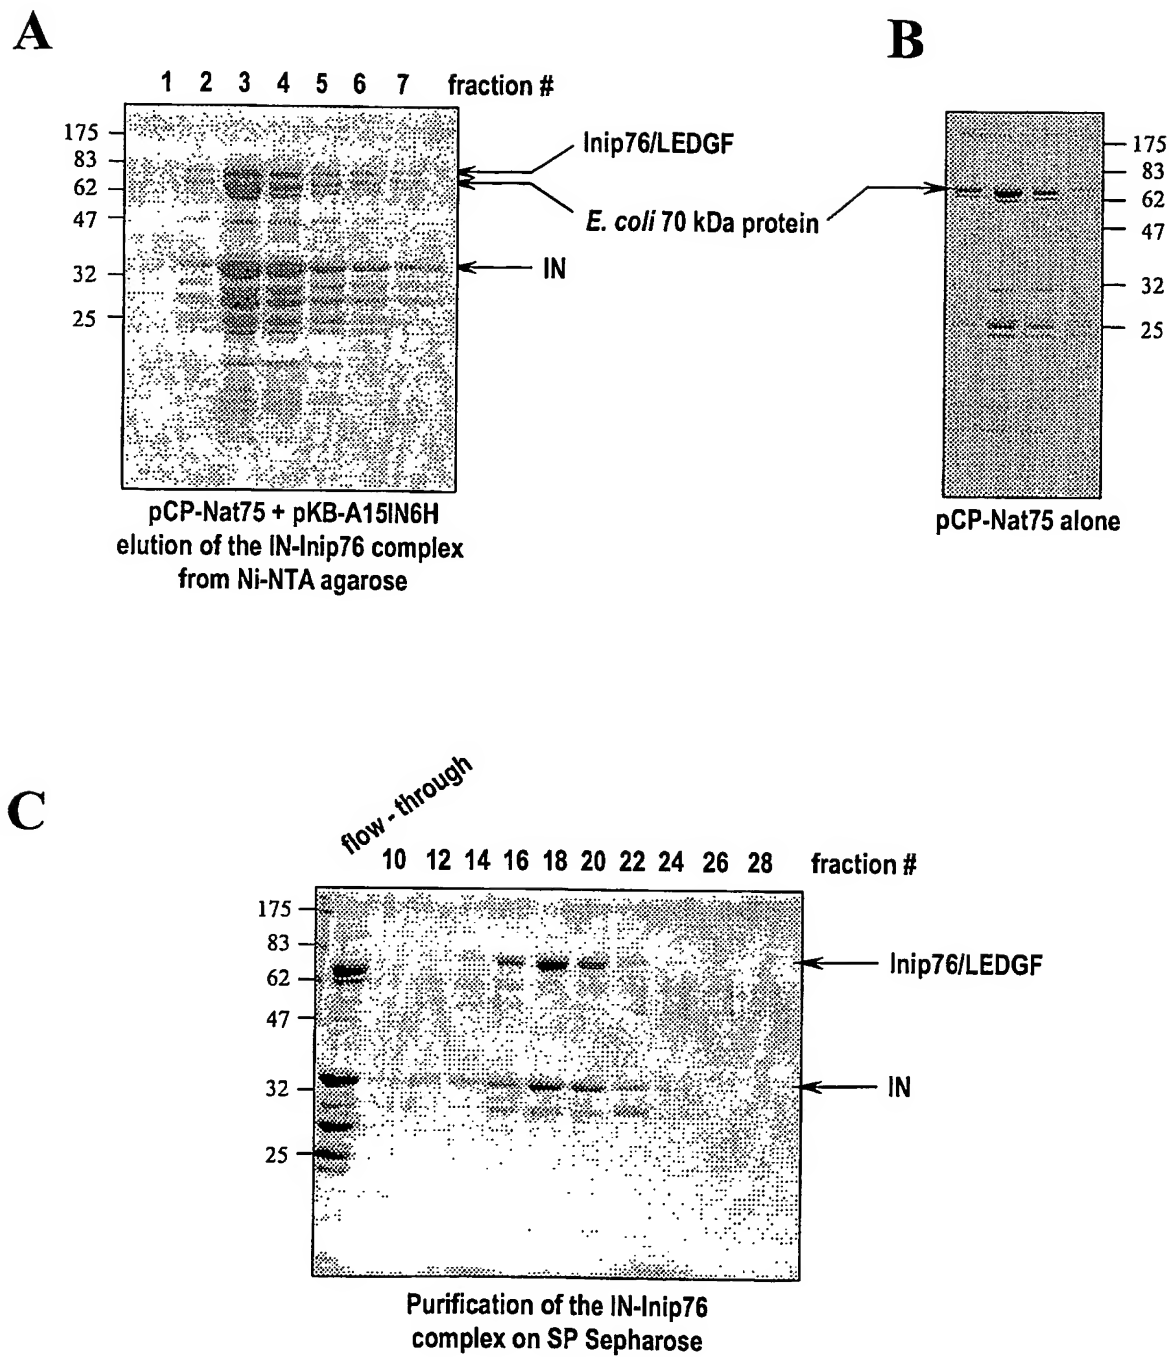 A
1 2 3 4 5 6 7 fraction #
175
83
62
47
32
25
Inip76/LEDGF
E. coli 70 kDa protein
IN
pCP-Nat75 + pKB-A15IN6H
elution of the IN-Inip76 complex
from Ni-NTA agarose
B
175
83
62
47
32
25
pCP-Nat75 alone
C
flow - through
10 12 14 16 18 20 22 24 26 28 fraction #
175
83
62
47
32
25
Inip76/LEDGF
IN
Purification of the IN-Inip76
complex on SP Sepharose